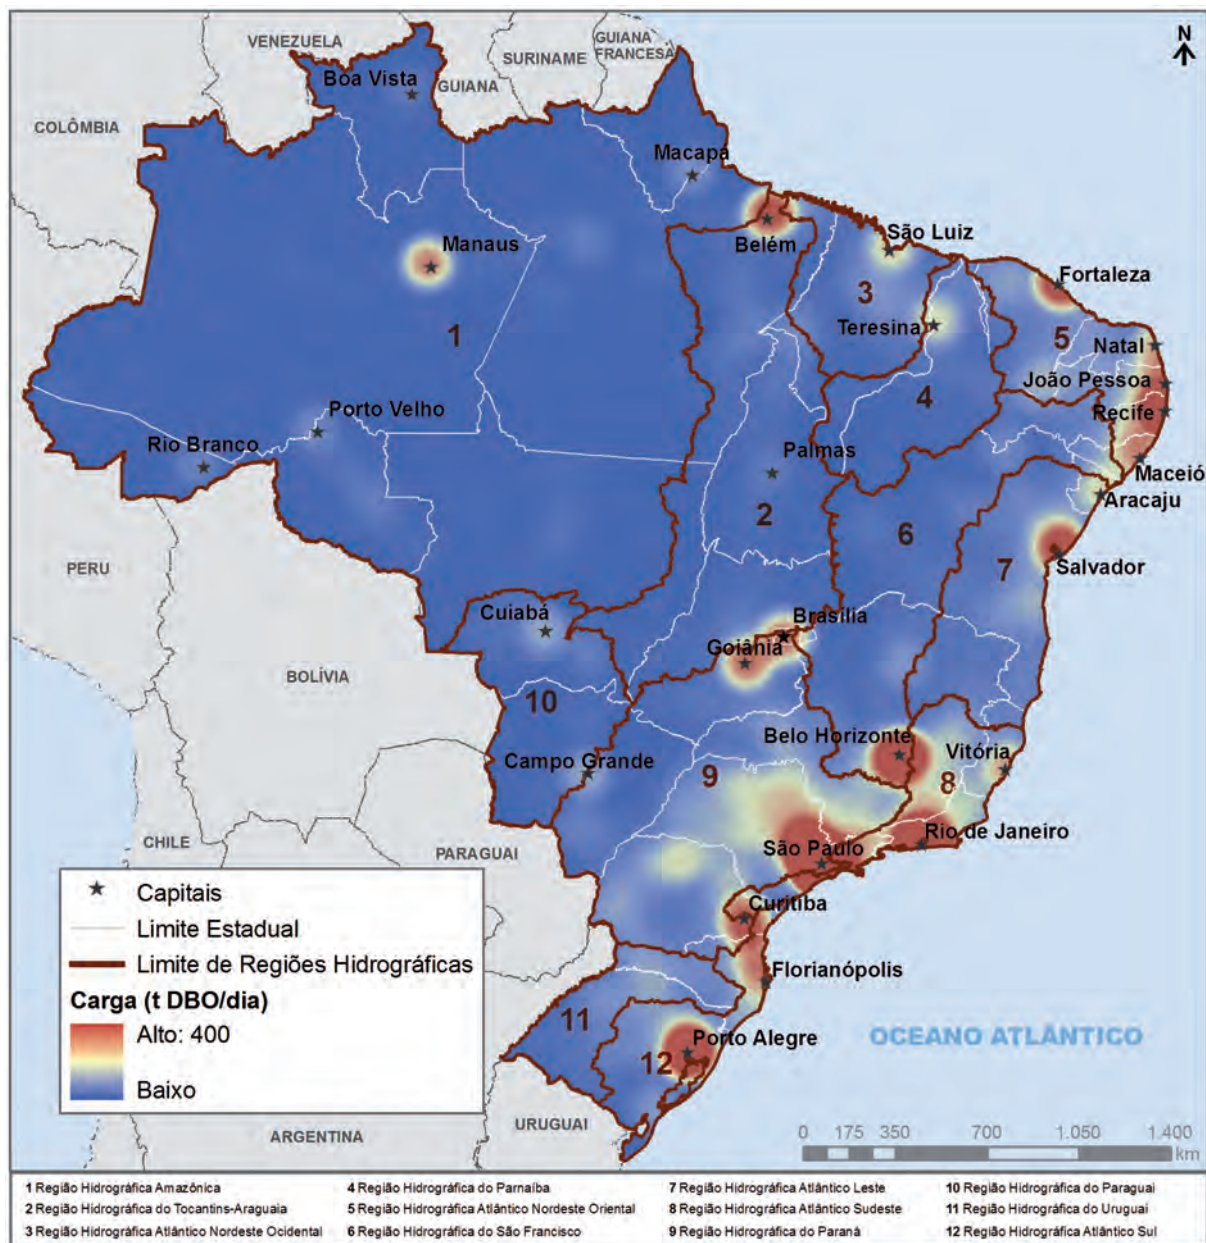 N
VENEZUELA
GUIANA
FRANCESA
SURINAME
GUIANA
COLÔMBIA
Boa Vista
Macapá
Manaus
Belém
São Luiz
Fortaleza
3
Teresina
1
5
Natal
João Pessoa
Recife
4
Porto Velho
Rio Branco
Palmas
Maceió
Aracaju
2
6
7
PERU
Salvador
Cuiabá
Brasília
Goiânia
BOLÍVIA
10
Belo Horizonte
Vitória
Campo Grande
9
8
Rio de Janeiro
CHILE
PARAGUAI
São Paulo
Curitiba
Florianópolis
11
OCEANO ATLÂNTICO
Porto Alegre
12
URUGUAI
ARGENTINA
Capitais
Limite Estadual
Limite de Regiões Hidrográficas
Carga (t DBO/dia)
Alto: 400
Baixo
0 175 350 700 1.050 1.400
km
1 Região Hidrográfica Amazônica
2 Região Hidrográfica do Tocantins-Araguaia
3 Região Hidrográfica Atlântico Nordeste Ocidental
4 Região Hidrográfica do Parnaíba
5 Região Hidrográfica Atlântico Nordeste Oriental
6 Região Hidrográfica do São Francisco
7 Região Hidrográfica Atlântico Leste
8 Região Hidrográfica Atlântico Sudeste
9 Região Hidrográfica do Paraná
10 Região Hidrográfica do Paraguai
11 Região Hidrográfica do Uruguai
12 Região Hidrográfica Atlântico Sul